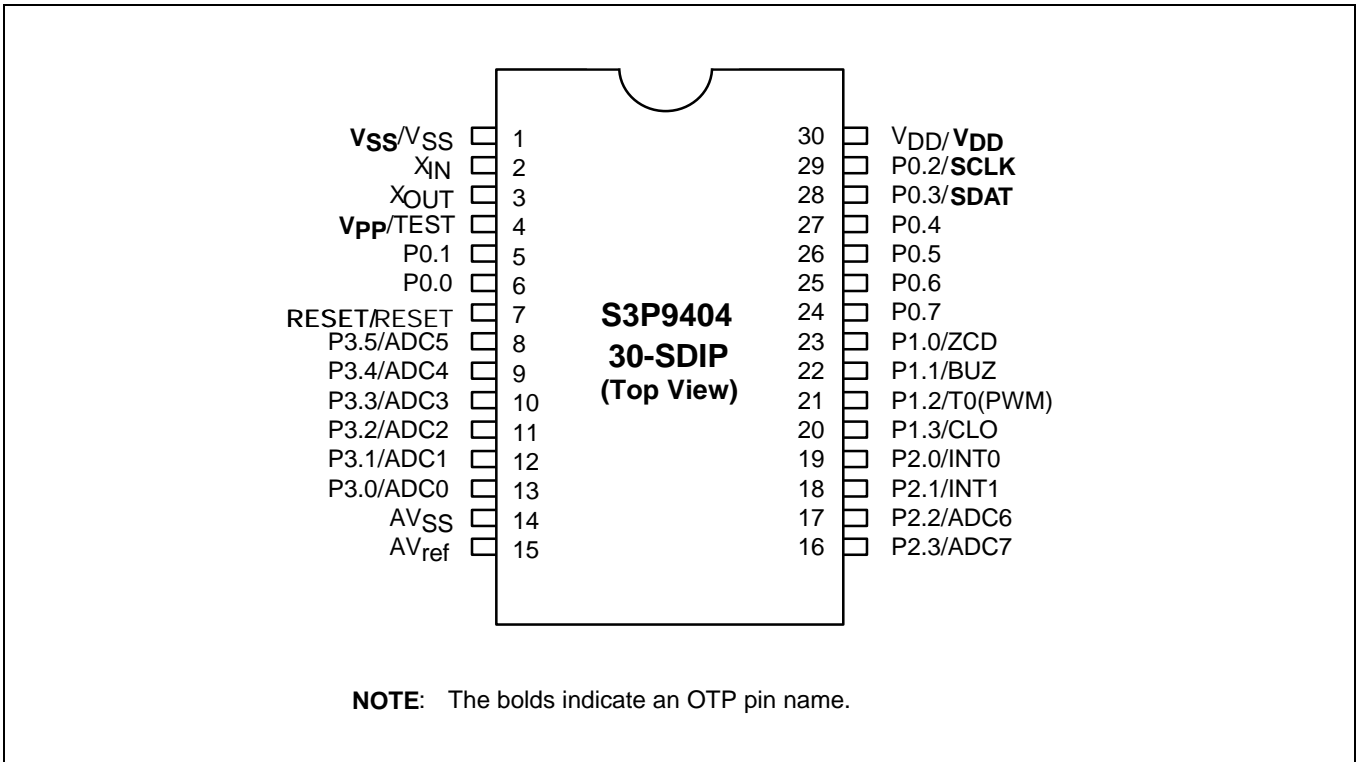 VSS/VSS 1 30 VDD/VDD
XIN 2 29 P0.2/SCLK
XOUT 3 28 P0.3/SDAT
VPP/TEST 4 27 P0.4
P0.1 5 26 P0.5
P0.0 6 25 P0.6
RESET/RESET 7 24 P0.7
P3.5/ADC5 8 23 P1.0/ZCD
P3.4/ADC4 9 22 P1.1/BUZ
P3.3/ADC3 10 21 P1.2/T0(PWM)
P3.2/ADC2 11 20 P1.3/CLO
P3.1/ADC1 12 19 P2.0/INT0
P3.0/ADC0 13 18 P2.1/INT1
AVSS 14 17 P2.2/ADC6
AVref 15 16 P2.3/ADC7
S3P9404
30-SDIP
(Top View)
NOTE: The bolds indicate an OTP pin name.